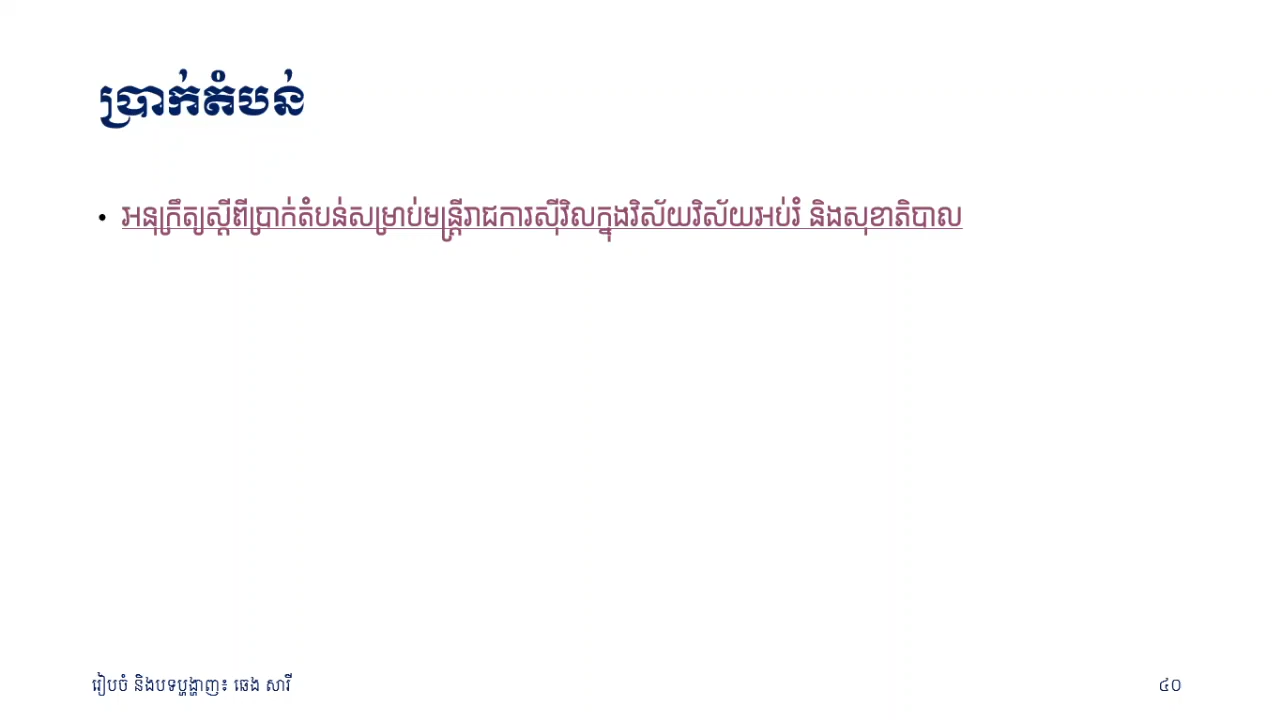 ប្រាក់តំបន់
• អនុក្រឹត្យស្តីពីប្រាក់តំបន់សម្រាប់មន្ត្រីរាជការស៊ីវិលក្នុងវិស័យវិស័យអប់រំ និងសុខាតិបាល
រៀបចំ និងបទប្ហង្ហាញ៖ ឆេង សារី
៤០